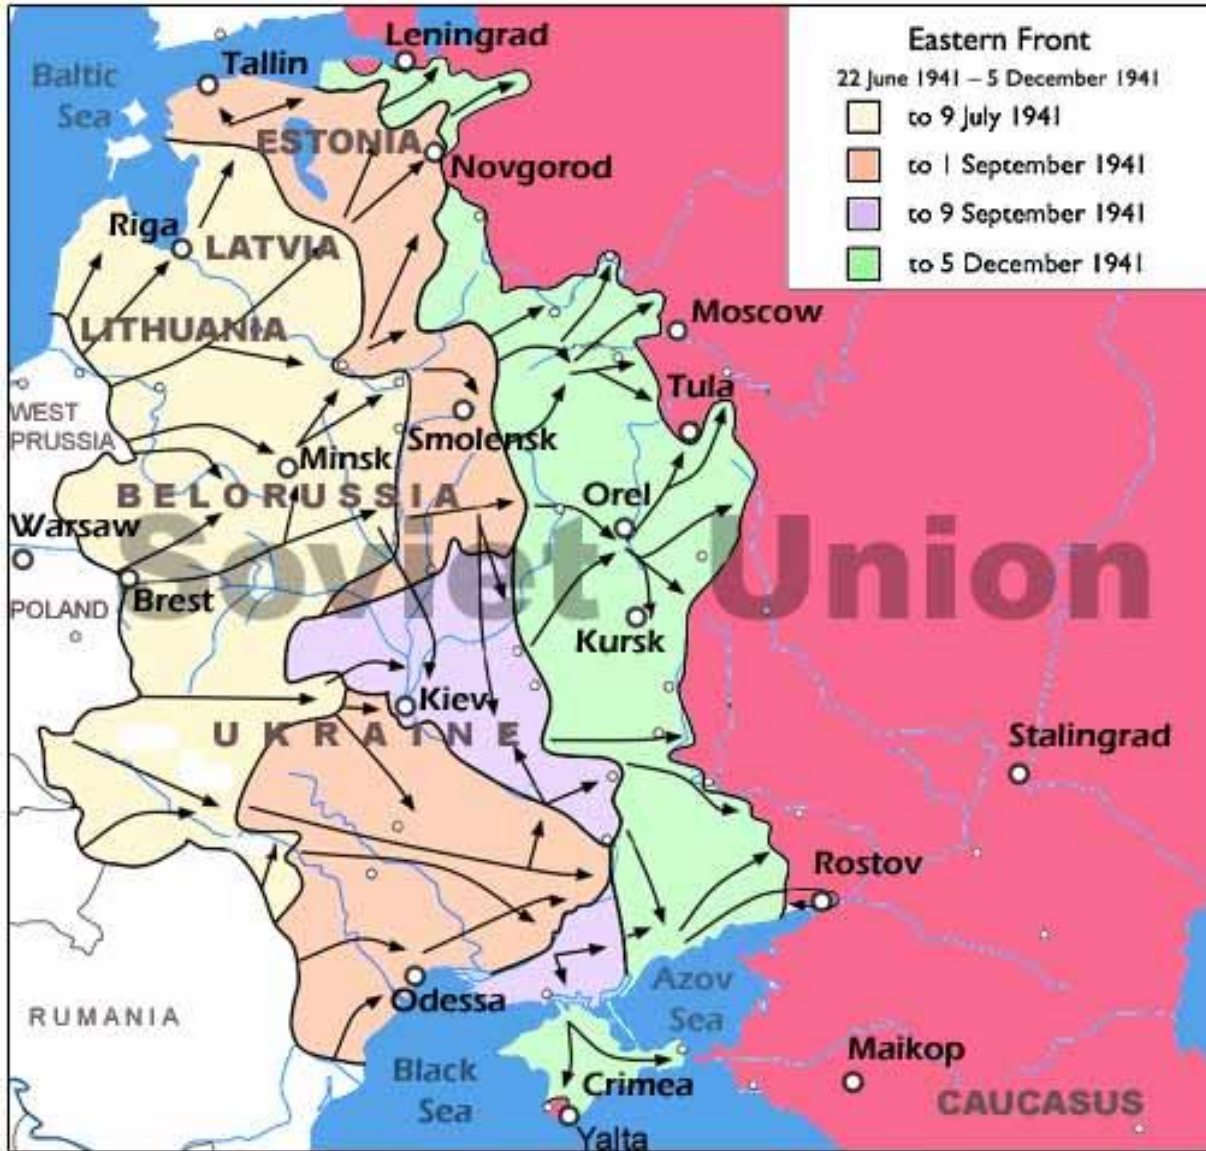 Eastern Front
22 June 1941 – 5 December 1941
to 9 July 1941
to 1 September 1941
to 9 September 1941
to 5 December 1941
Leningrad
Tallin
Baltic
Sea
ESTONIA
Novgorod
Riga
LATVIA
LITHUANIA
Moscow
Tula
WEST
PRUSSIA
Smolensk
Minsk
BELORUSSIA
Orel
Warsaw
Soviet Union
Brest
POLAND
Kursk
Kiev
UKRAINE
Stalingrad
Rostov
Azov
Sea
Odessa
RUMANIA
Maikop
Black
Sea
Crimea
CAUCASUS
Yalta